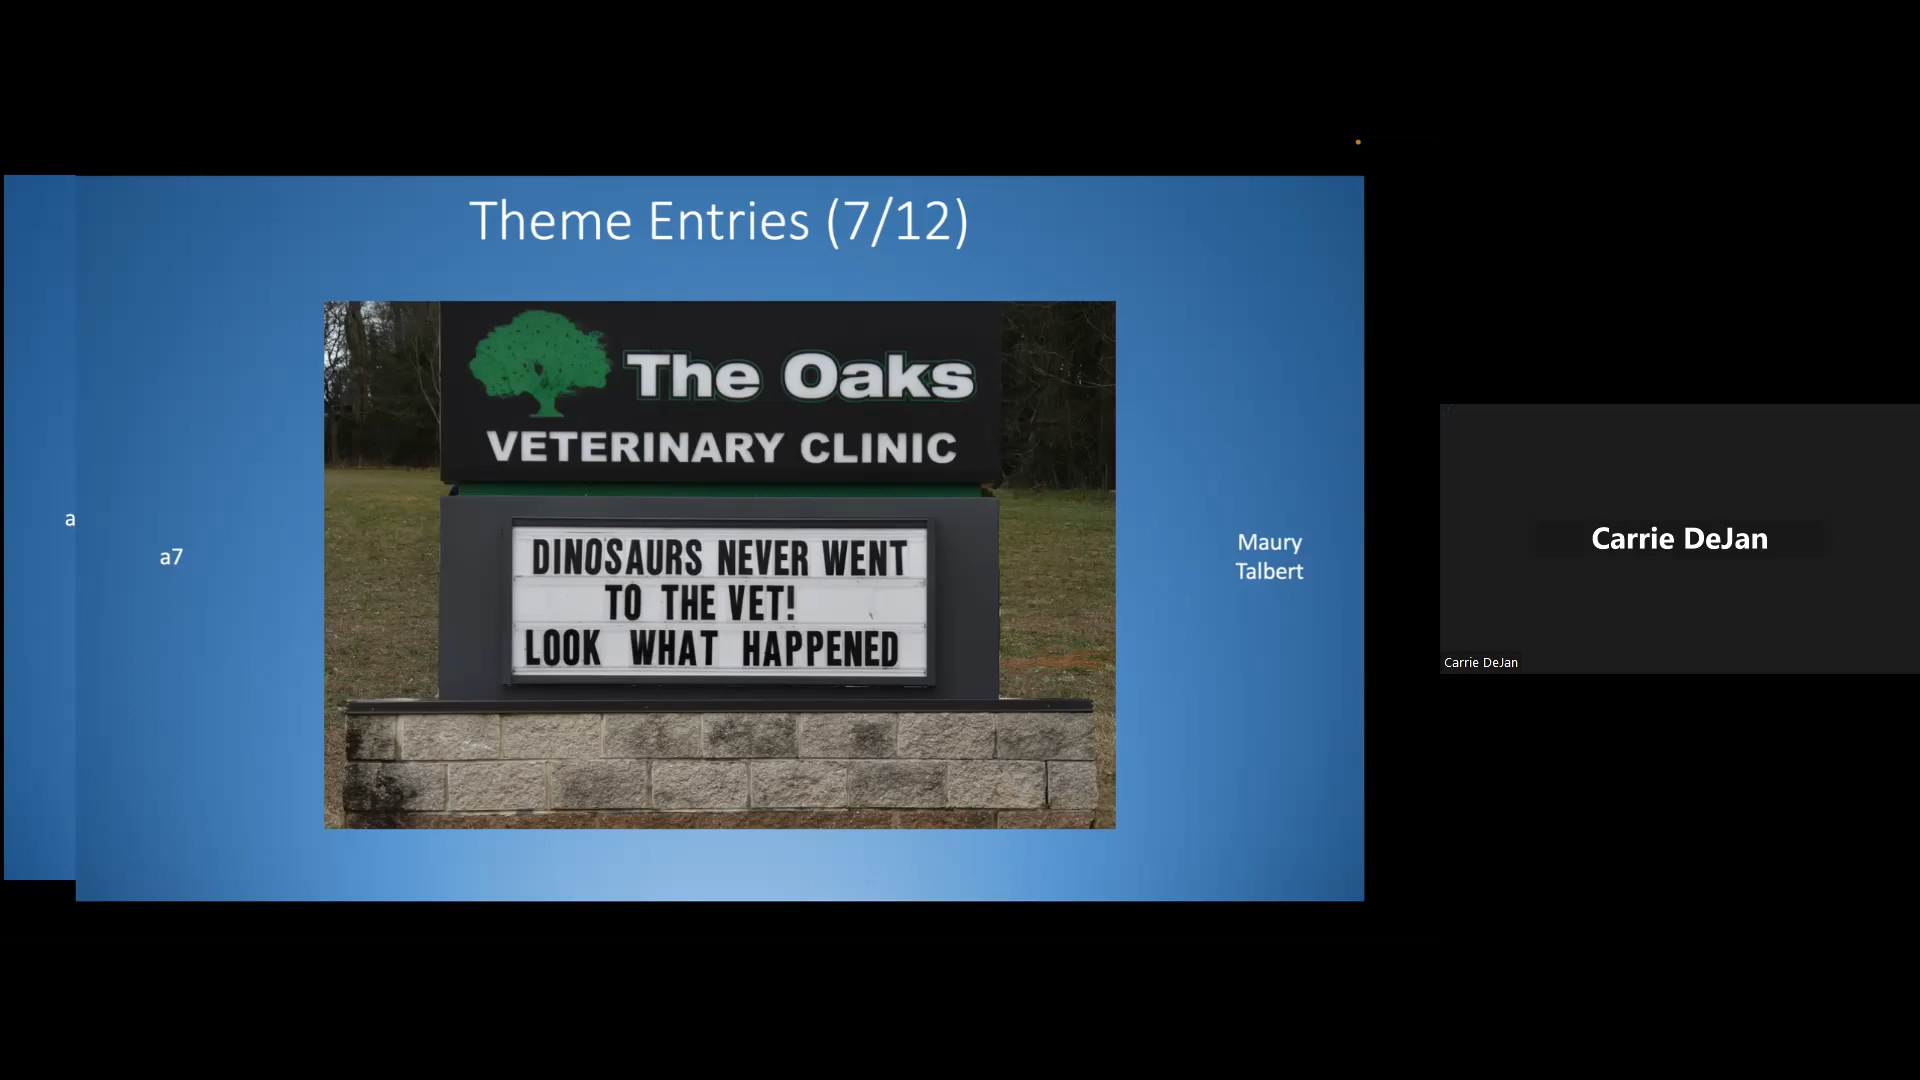 Theme Entries (7/12)
The Oaks
VETERINARY CLINIC
DINOSAURS NEVER WENT
TO THE VET!
LOOK WHAT HAPPENED
a
a7
Maury
Talbert
Carrie DeJan
Carrie DeJan